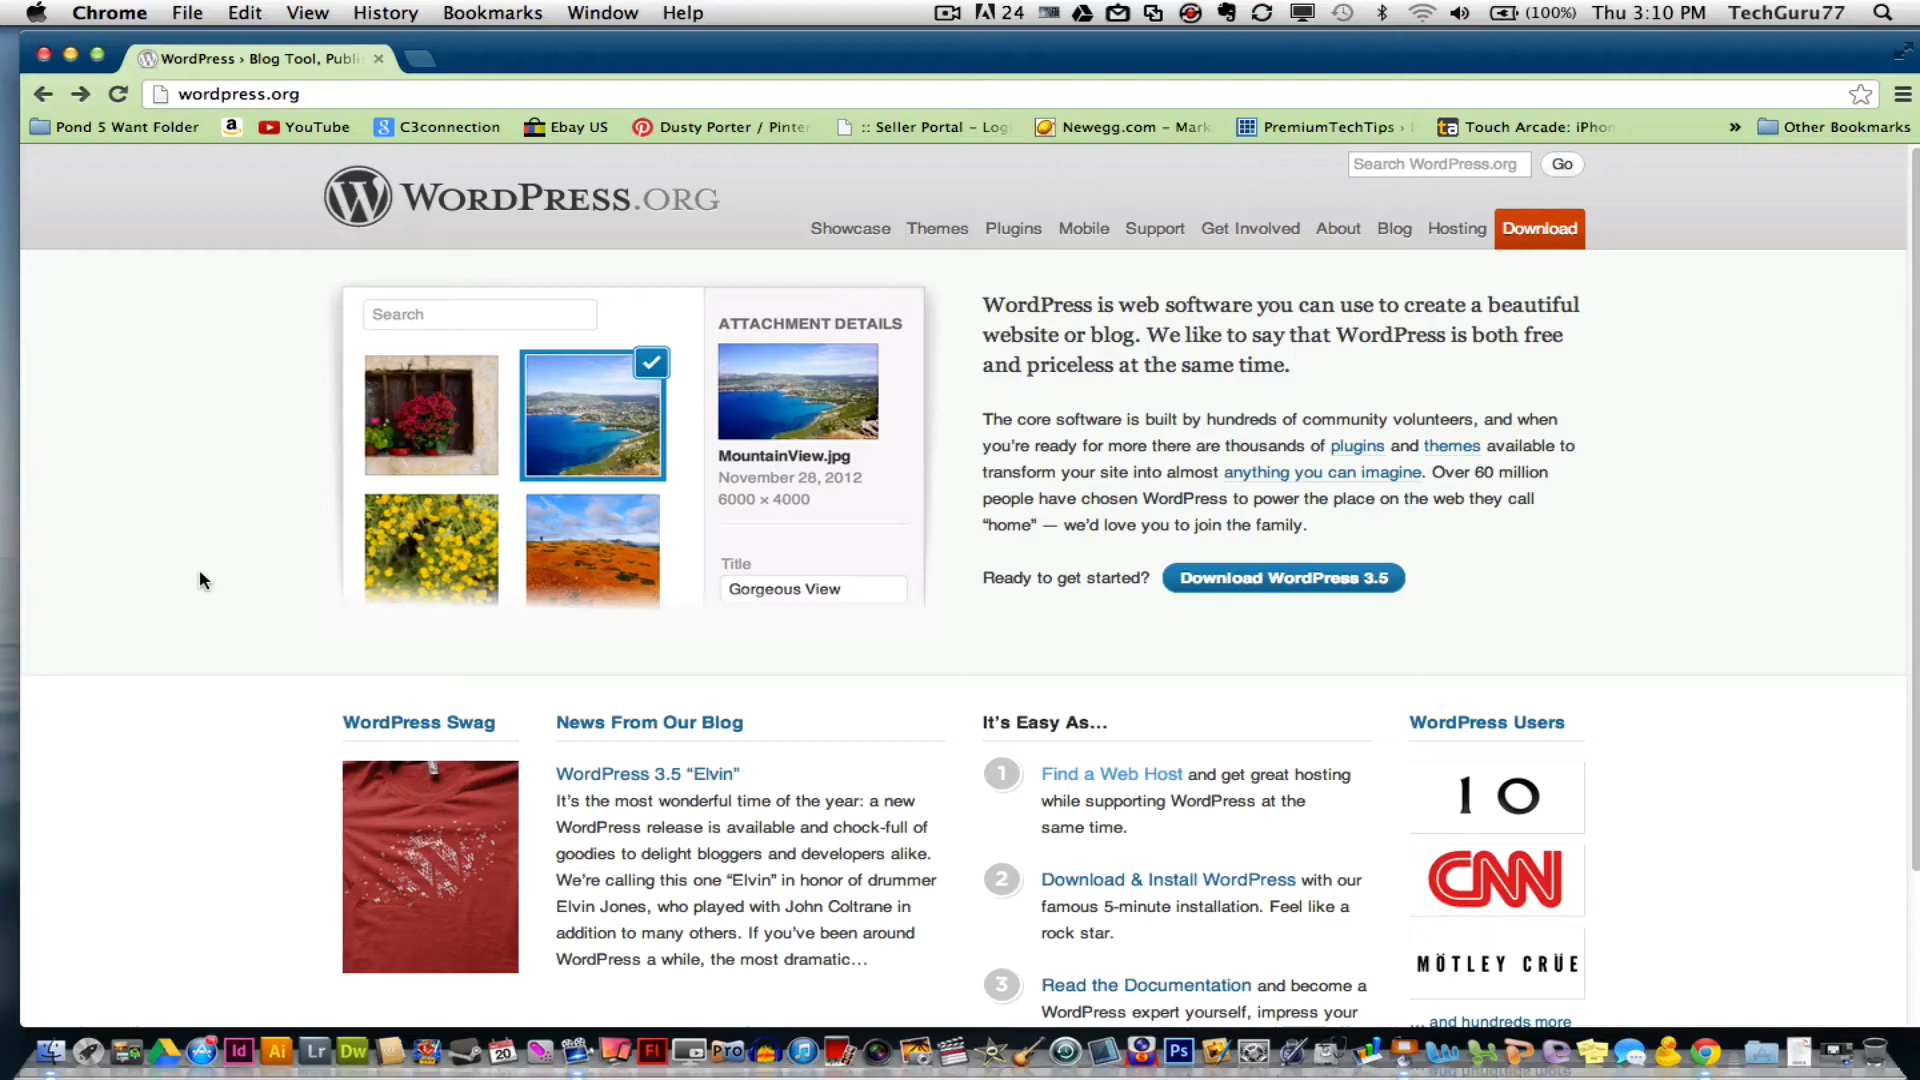 Chrome File Edit View History Bookmarks Window Help 24 (100%) Thu 3:10 PM TechGuru77
WordPress › Blog Tool, Publi
wordpress.org
Pond 5 Want Folder YouTube C3connection Ebay US Dusty Porter / Pinter :: Seller Portal – Log Newegg.com – Mark PremiumTechTips › Touch Arcade: iPhon » Other Bookmarks
Search WordPress.org Go
WORDPRESS.ORG
Showcase Themes Plugins Mobile Support Get Involved About Blog Hosting Download
Search
ATTACHMENT DETAILS
MountainView.jpg
November 28, 2012
6000 × 4000
Title
Gorgeous View
WordPress is web software you can use to create a beautiful
website or blog. We like to say that WordPress is both free
and priceless at the same time.
The core software is built by hundreds of community volunteers, and when
you’re ready for more there are thousands of plugins and themes available to
transform your site into almost anything you can imagine. Over 60 million
people have chosen WordPress to power the place on the web they call
“home” — we’d love you to join the family.
Ready to get started? Download WordPress 3.5
WordPress Swag
News From Our Blog
WordPress 3.5 “Elvin”
It’s the most wonderful time of the year: a new
WordPress release is available and chock-full of
goodies to delight bloggers and developers alike.
We’re calling this one “Elvin” in honor of drummer
Elvin Jones, who played with John Coltrane in
addition to many others. If you’ve been around
WordPress a while, the most dramatic…
It’s Easy As…
1 Find a Web Host and get great hosting
while supporting WordPress at the
same time.
2 Download & Install WordPress with our
famous 5-minute installation. Feel like a
rock star.
3 Read the Documentation and become a
WordPress expert yourself, impress your
WordPress Users
10
CNN
MÖTLEY CRÜE
... and hundreds more
Id Ai Lr Dw 20 Fl Pro Ps